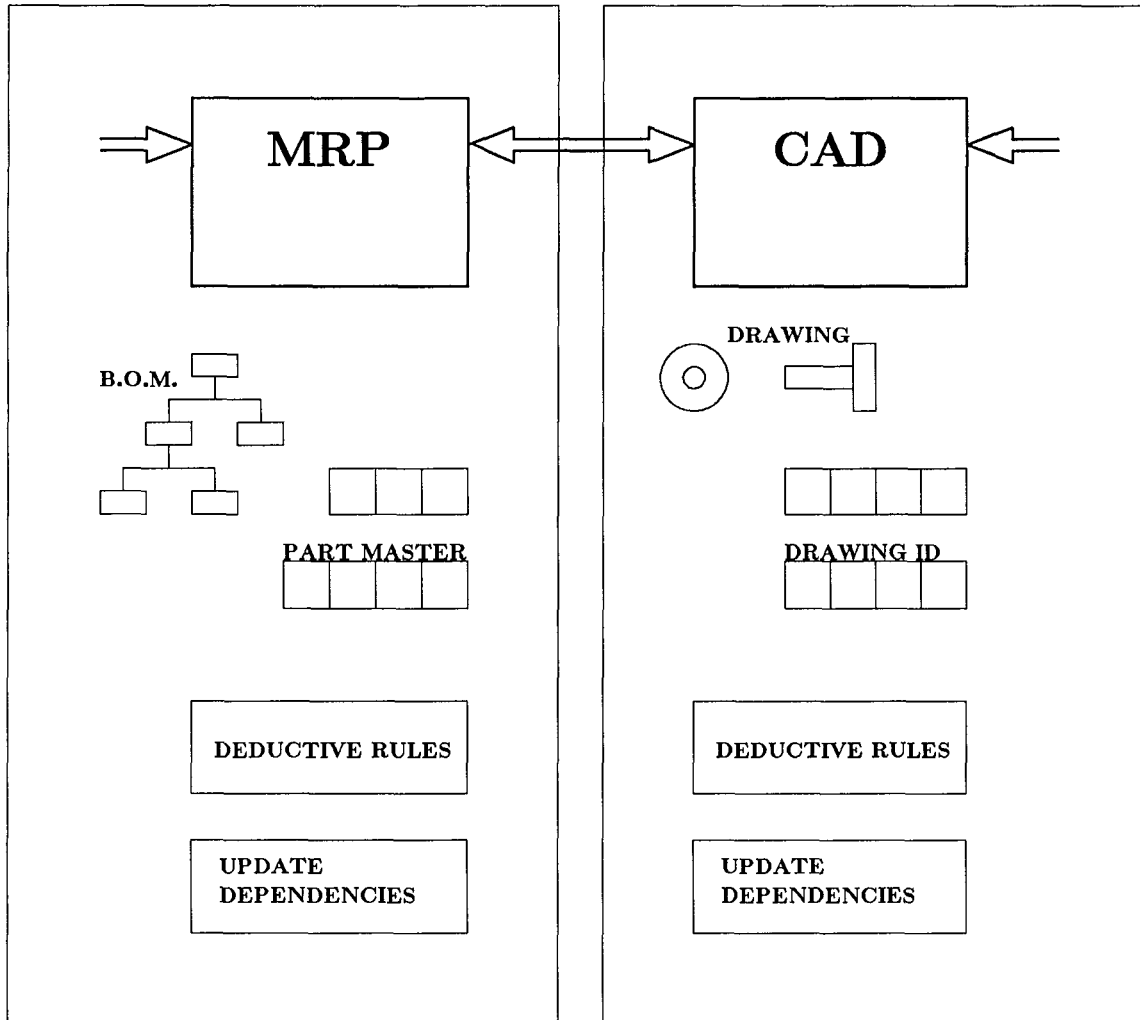 MRP
CAD
B.O.M.
DRAWING
PART MASTER
DRAWING ID
DEDUCTIVE RULES
DEDUCTIVE RULES
UPDATE
DEPENDENCIES
UPDATE
DEPENDENCIES